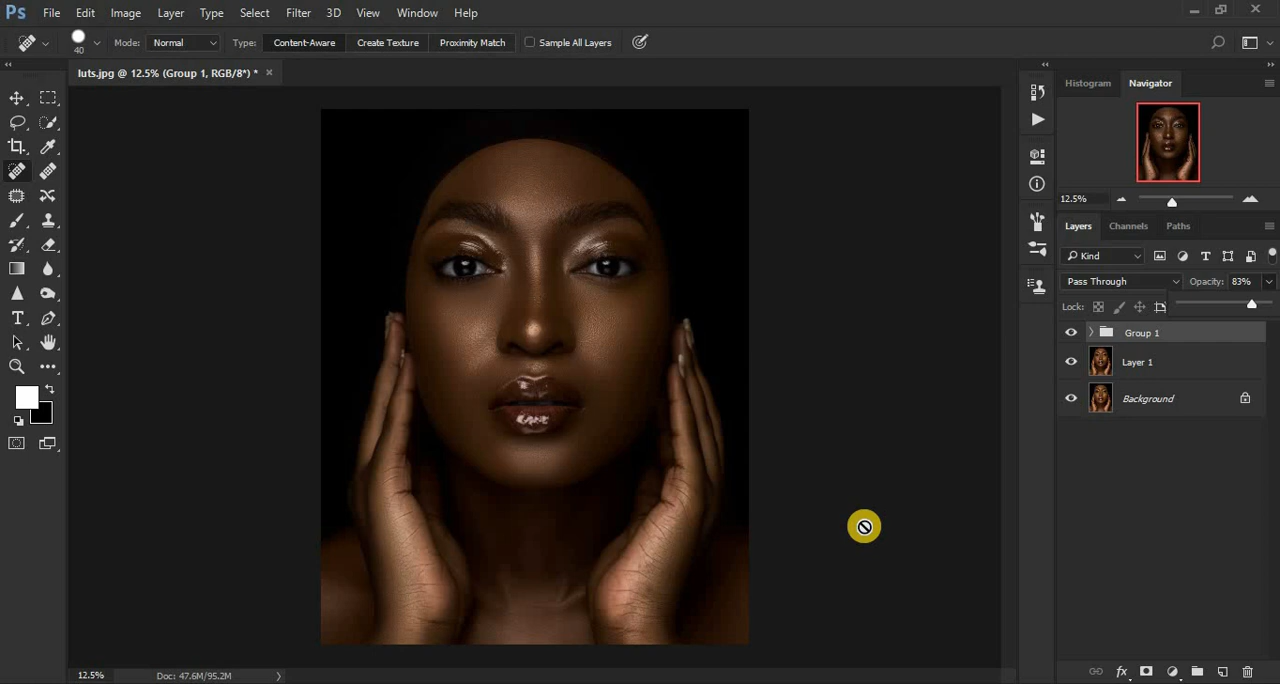 Ps File Edit Image Layer Type Select Filter 3D View Window Help
40 Mode: Normal Type: Content-Aware Create Texture Proximity Match Sample All Layers
luts.jpg @ 12.5% (Group 1, RGB/8*) * ×
Histogram Navigator
12.5%
Layers Channels Paths
Kind
Pass Through Opacity: 83%
Lock:
Group 1
Layer 1
Background
12.5% Doc: 47.6M/95.2M